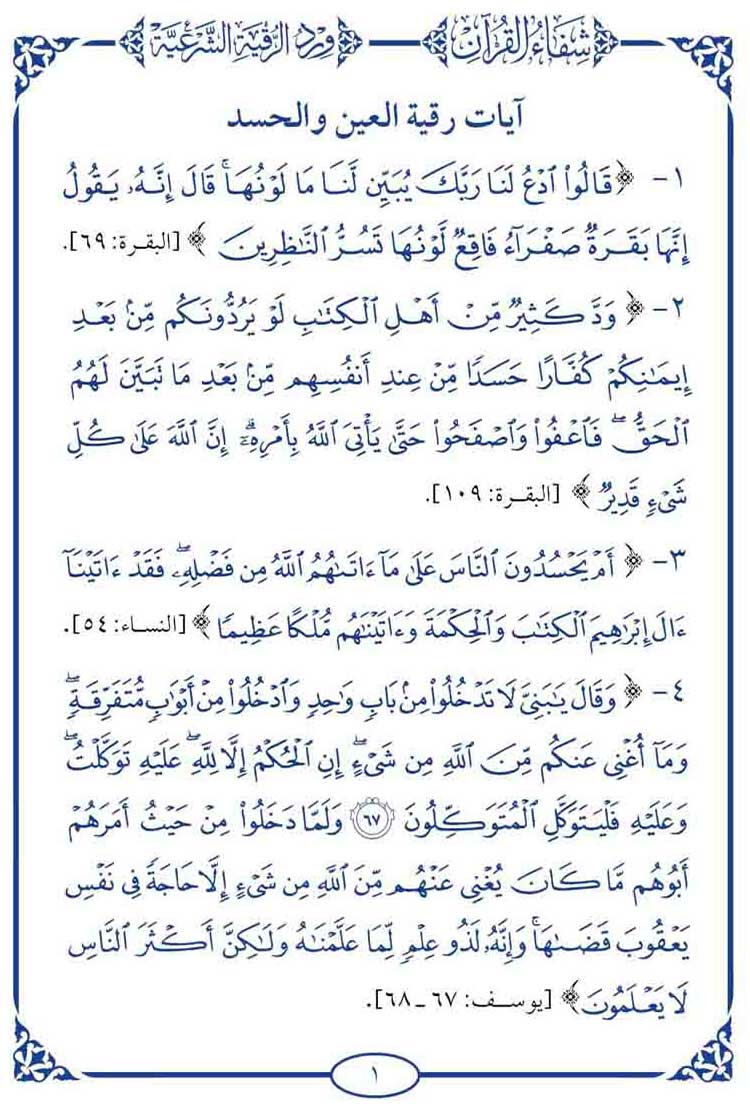 شِفَاءُ القُرْآنِ وِرْدُ الرُّقْيَةِ الشَّرْعِيَّةِ
آيات رقية العين والحسد
١- ﴿ قَالُوا۟ ٱدْعُ لَنَا رَبَّكَ يُبَيِّن لَّنَا مَا لَوْنُهَا ۚ قَالَ إِنَّهُۥ يَقُولُ
إِنَّهَا بَقَرَةٌ صَفْرَآءُ فَاقِعٌ لَّوْنُهَا تَسُرُّ ٱلنَّـٰظِرِينَ ﴾ [البقرة: ٦٩].
٢- ﴿ وَدَّ كَثِيرٌ مِّنْ أَهْلِ ٱلْكِتَـٰبِ لَوْ يَرُدُّونَكُم مِّنۢ بَعْدِ
إِيمَـٰنِكُمْ كُفَّارًا حَسَدًا مِّنْ عِندِ أَنفُسِهِم مِّنۢ بَعْدِ مَا تَبَيَّنَ لَهُمُ
ٱلْحَقُّ ۖ فَٱعْفُوا۟ وَٱصْفَحُوا۟ حَتَّىٰ يَأْتِىَ ٱللَّهُ بِأَمْرِهِۦٓ ۗ إِنَّ ٱللَّهَ عَلَىٰ كُلِّ
شَىْءٍ قَدِيرٌ ﴾ [البقرة: ١٠٩].
٣- ﴿ أَمْ يَحْسُدُونَ ٱلنَّاسَ عَلَىٰ مَآ ءَاتَىٰهُمُ ٱللَّهُ مِن فَضْلِهِۦ ۖ فَقَدْ ءَاتَيْنَآ
ءَالَ إِبْرَٰهِيمَ ٱلْكِتَـٰبَ وَٱلْحِكْمَةَ وَءَاتَيْنَـٰهُم مُّلْكًا عَظِيمًا ﴾ [النساء: ٥٤].
٤- ﴿ وَقَالَ يَـٰبَنِىَّ لَا تَدْخُلُوا۟ مِنۢ بَابٍ وَٰحِدٍ وَٱدْخُلُوا۟ مِنْ أَبْوَٰبٍ مُّتَفَرِّقَةٍ ۖ
وَمَآ أُغْنِى عَنكُم مِّنَ ٱللَّهِ مِن شَىْءٍ ۖ إِنِ ٱلْحُكْمُ إِلَّا لِلَّهِ ۖ عَلَيْهِ تَوَكَّلْتُ ۖ
وَعَلَيْهِ فَلْيَتَوَكَّلِ ٱلْمُتَوَكِّلُونَ ٦٧ وَلَمَّا دَخَلُوا۟ مِنْ حَيْثُ أَمَرَهُمْ
أَبُوهُم مَّا كَانَ يُغْنِى عَنْهُم مِّنَ ٱللَّهِ مِن شَىْءٍ إِلَّا حَاجَةً فِى نَفْسِ
يَعْقُوبَ قَضَىٰهَا ۚ وَإِنَّهُۥ لَذُو عِلْمٍ لِّمَا عَلَّمْنَـٰهُ وَلَـٰكِنَّ أَكْثَرَ ٱلنَّاسِ
لَا يَعْلَمُونَ ﴾ [يوسف: ٦٧ - ٦٨].
١